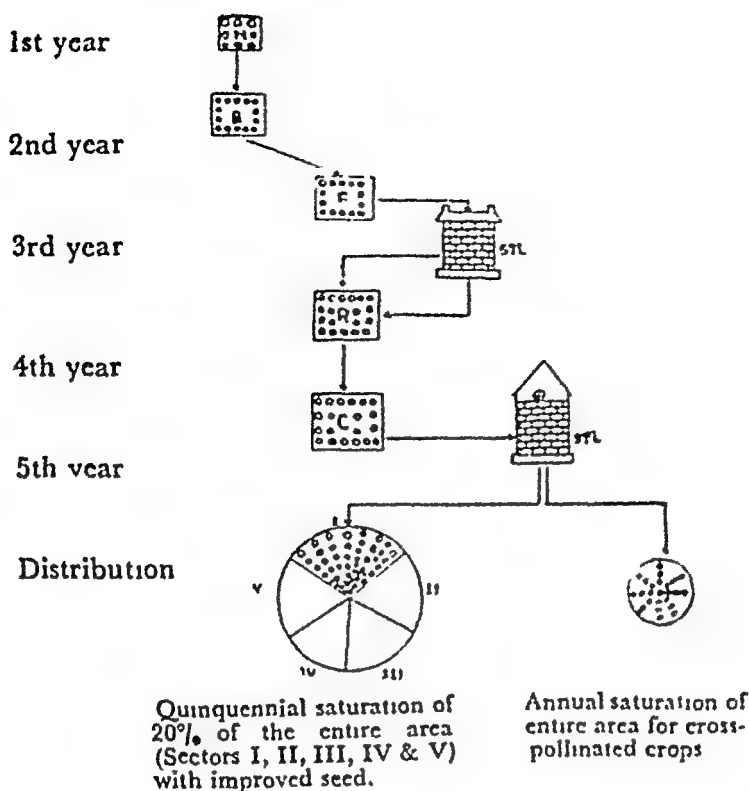 1st year
N
B
2nd year
F
3rd year
STL
R
4th year
C
STL
5th year
I
Distribution
V
II
IV
III
Quinquennial saturation of
20% of the entire area
(Sectors I, II, III, IV & V)
with improved seed.
Annual saturation of
entire area for cross-
pollinated crops